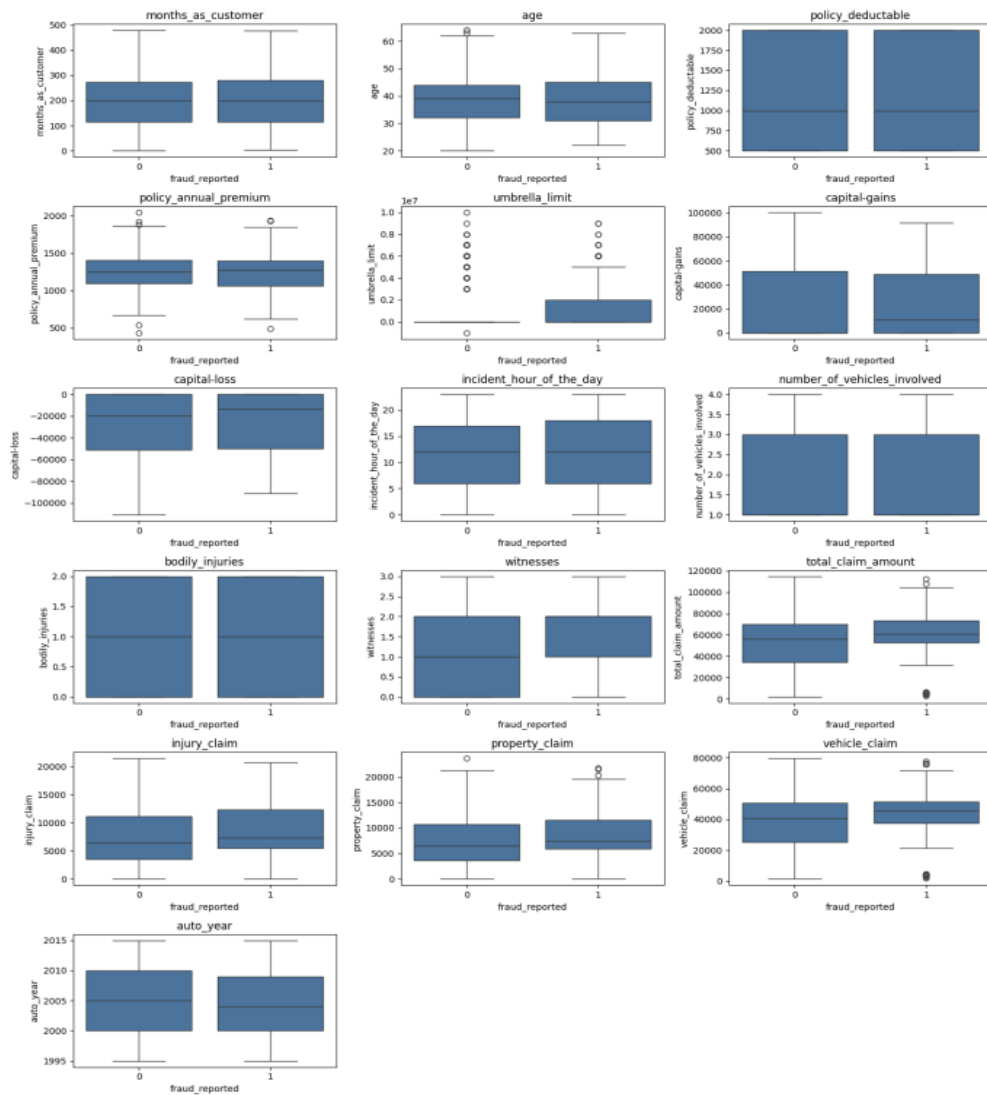 months_as_customer
months_as_customer
500
400
300
200
100
0
0
1
fraud_reported
age
age
60
50
40
30
20
0
1
fraud_reported
policy_deductable
policy_deductable
2000
1750
1500
1250
1000
750
500
0
1
fraud_reported
policy_annual_premium
policy_annual_premium
2000
1500
1000
500
0
1
fraud_reported
umbrella_limit
1e7
umbrella_limit
1.0
0.8
0.6
0.4
0.2
0.0
0
1
fraud_reported
capital-gains
capital-gains
100000
80000
60000
40000
20000
0
0
1
fraud_reported
capital-loss
capital-loss
0
−20000
−40000
−60000
−80000
−100000
0
1
fraud_reported
incident_hour_of_the_day
incident_hour_of_the_day
20
15
10
5
0
0
1
fraud_reported
number_of_vehicles_involved
number_of_vehicles_involved
4.0
3.5
3.0
2.5
2.0
1.5
1.0
0
1
fraud_reported
bodily_injuries
bodily_injuries
2.0
1.5
1.0
0.5
0.0
0
1
fraud_reported
witnesses
witnesses
3.0
2.5
2.0
1.5
1.0
0.5
0.0
0
1
fraud_reported
total_claim_amount
total_claim_amount
120000
100000
80000
60000
40000
20000
0
0
1
fraud_reported
injury_claim
injury_claim
20000
15000
10000
5000
0
0
1
fraud_reported
property_claim
property_claim
20000
15000
10000
5000
0
0
1
fraud_reported
vehicle_claim
vehicle_claim
80000
60000
40000
20000
0
0
1
fraud_reported
auto_year
auto_year
2015
2010
2005
2000
1995
0
1
fraud_reported